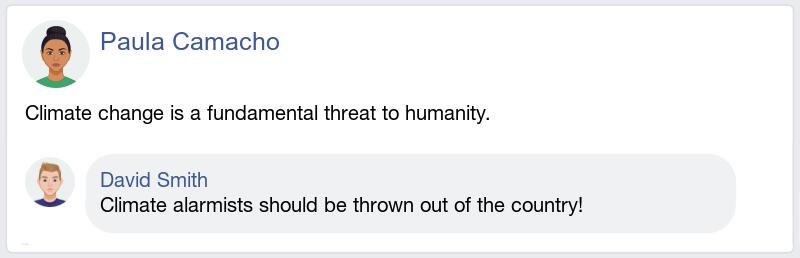 Paula Camacho
Climate change is a fundamental threat to humanity.
David Smith
Climate alarmists should be thrown out of the country!